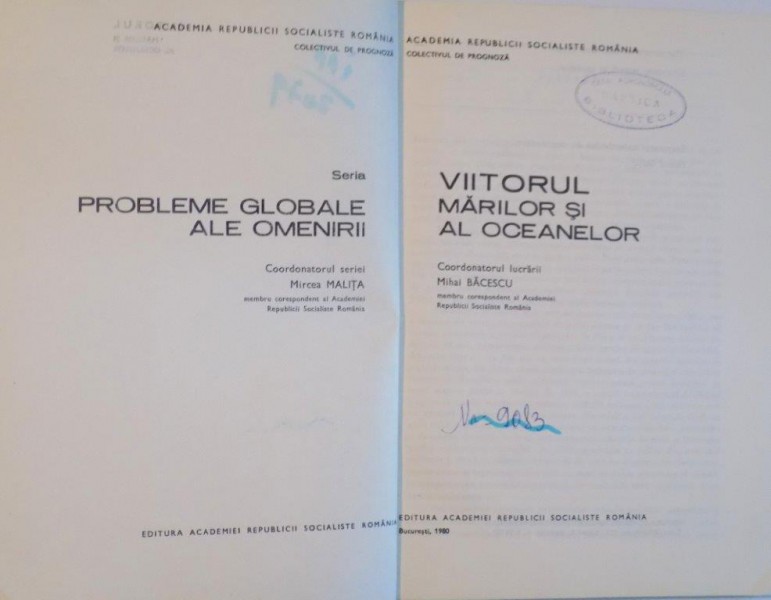 ACADEMIA REPUBLICII SOCIALISTE ROMÂNIA
COLECTIVUL DE PROGNOZĂ
Seria
PROBLEME GLOBALE
ALE OMENIRII
Coordonatorul seriei
Mircea MALIȚA
membru corespondent al Academiei
Republicii Socialiste România
EDITURA ACADEMIEI REPUBLICII SOCIALISTE ROMÂNIA
ACADEMIA REPUBLICII SOCIALISTE ROMÂNIA
COLECTIVUL DE PROGNOZĂ
BIBLIOTECA
VIITORUL
MĂRILOR ȘI
AL OCEANELOR
Coordonatorul lucrării
Mihai BĂCESCU
membru corespondent al Academiei
Republicii Socialiste România
EDITURA ACADEMIEI REPUBLICII SOCIALISTE ROMÂNIA
București, 1980